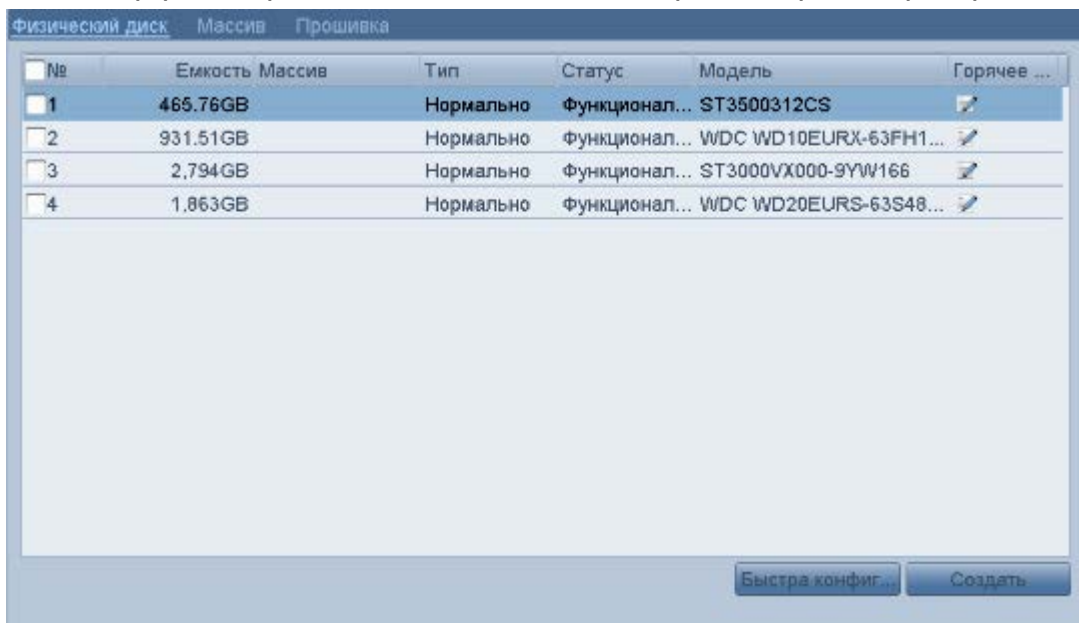 Физический диск Массив Прошивка
№ Емкость Массив Тип Статус Модель Горячее ...
1 465.76GB Нормально Функционал... ST3500312CS
2 931.51GB Нормально Функционал... WDC WD10EURX-63FH1...
3 2,794GB Нормально Функционал... ST3000VX000-9YW166
4 1,863GB Нормально Функционал... WDC WD20EURS-63S48...
Быстра конфиг... Создать